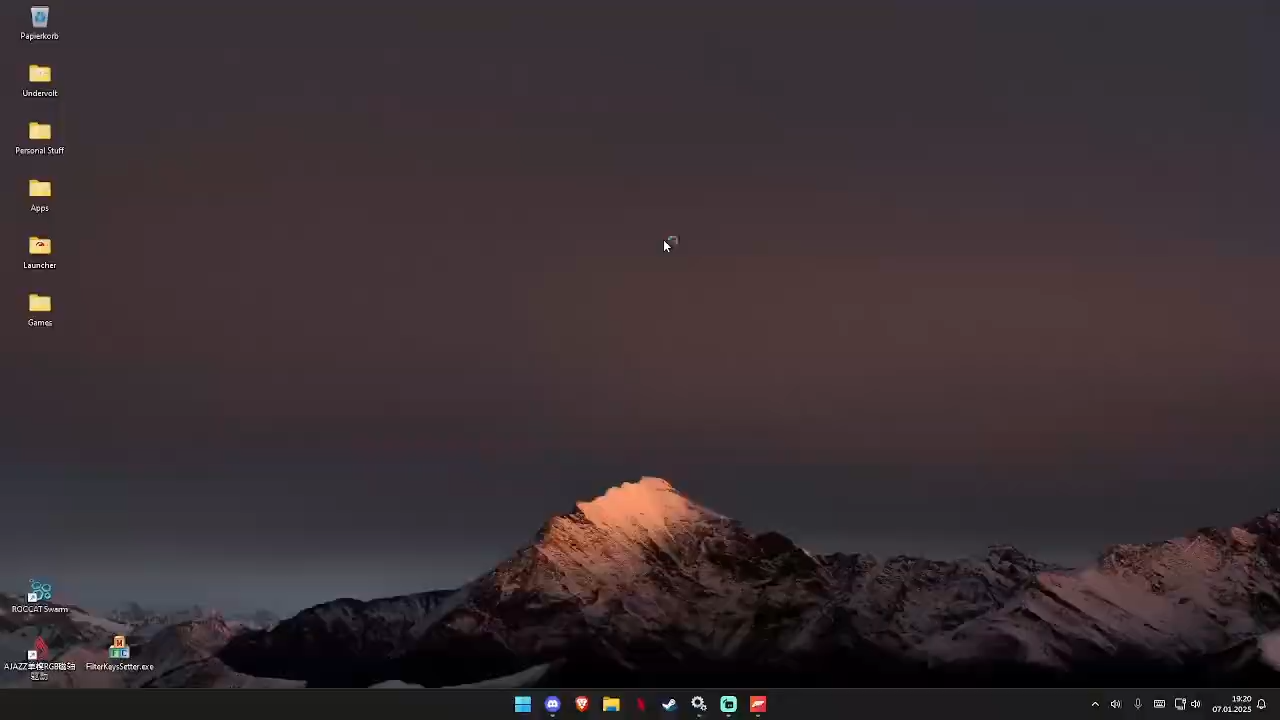 Papierkorb
Undervolt
Personal Stuff
Apps
Launcher
Games
ROCCAT Swarm
FilterKeysSetter.exe
19:20
07.01.2025